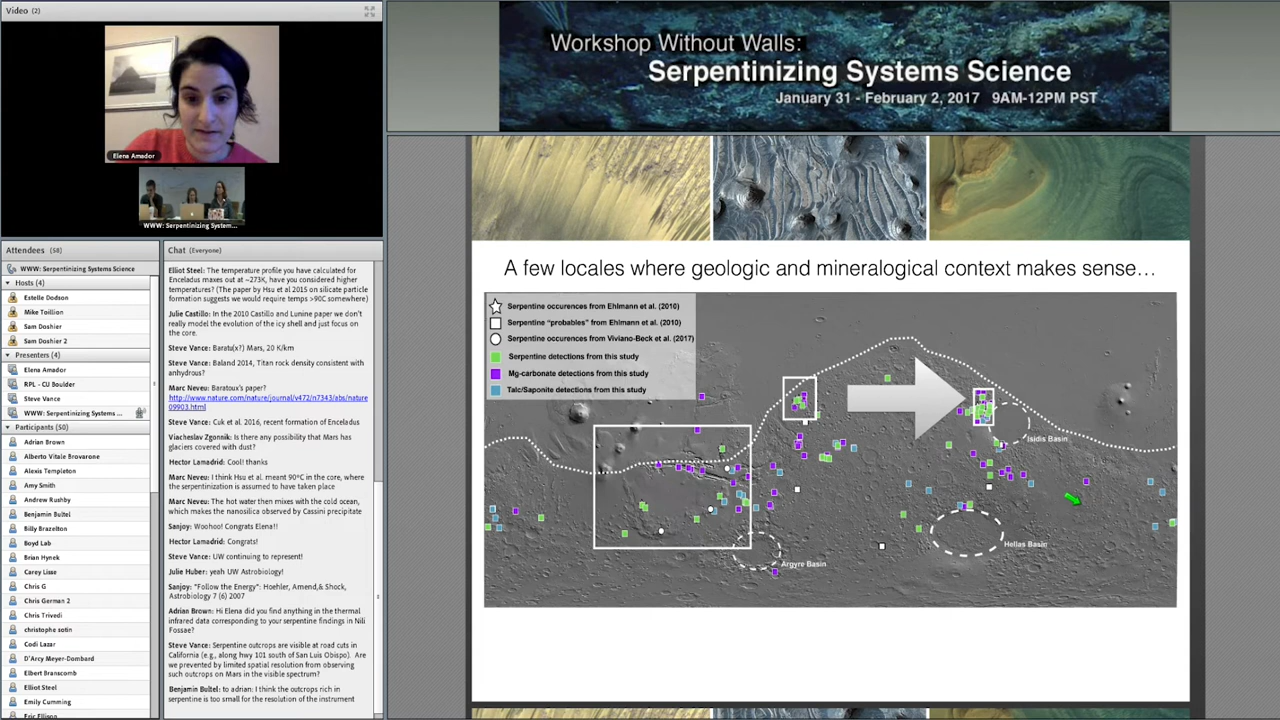 Video (2)
Elena Amador
WWW: Serpentinizing System...
Attendees (58)
WWW: Serpentinizing Systems Science
Hosts (4)
Estelle Dodson
Mike Toillion
Sam Doshier
Sam Doshier 2
Presenters (4)
Elena Amador
RPL - CU Boulder
Steve Vance
WWW: Serpentinizing Systems ...
Participants (50)
Adrian Brown
Alberto Vitale Brovarone
Alexis Templeton
Amy Smith
Andrew Rushby
Benjamin Bultel
Billy Brazelton
Boyd Lab
Brian Hynek
Carey Lisse
Chris G
Chris German 2
Chris Trivedi
christophe sotin
Codi Lazar
D'Arcy Meyer-Dombard
Elbert Branscomb
Elliot Steel
Emily Cumming
Eric Ellison
Chat (Everyone)
Elliot Steel: The temperature profile you have calculated for
Enceladus maxes out at ~273K, have you considered higher
temperatures? (The paper by Hsu et al 2015 on silicate particle
formation suggests we would require temps >90C somewhere)
Julie Castillo: In the 2010 Castillo and Lunine paper we don't
really model the evolution of the icy shell and just focus on
the core.
Steve Vance: Baratu(x?) Mars, 20 K/km
Steve Vance: Baland 2014, Titan rock density consistent with
anhydrous?
Marc Neveu: Baratoux's paper?
http://www.nature.com/nature/journal/v472/n7343/abs/nature
09903.html
Steve Vance: Cuk et al 2016, recent formation of Enceladus
Viacheslav Zgonnik: Is there any possibility that Mars has
glaciers covered with dust?
Hector Lamadrid: Cool! thanks
Marc Neveu: I think Hsu et al. meant 90°C in the core, where
the serpentinization is assumed to have taken place
Marc Neveu: The hot water then mixes with the cold ocean,
which makes the nanosilica observed by Cassini precipitate
Sanjoy: Woohoo! Congrats Elena!!
Hector Lamadrid: Congrats!
Steve Vance: UW continuing to represent!
Julie Huber: yeah UW Astrobiology!
Sanjoy: "Follow the Energy": Hoehler, Amend,& Shock,
Astrobiology 7 (6) 2007
Adrian Brown: Hi Elena did you find anything in the thermal
infrared data corresponding to your serpentine findings in Nili
Fossae?
Steve Vance: Serpentine outcrops are visible at road cuts in
California (e.g., along hwy 101 south of San Luis Obispo). Are
we prevented by limited spatial resolution from observing
such outcrops on Mars in the visible spectrum?
Benjamin Bultel: to adrian: I think the outcrops rich in
serpentine is too small for the resolution of the instrument
Workshop Without Walls:
Serpentinizing Systems Science
January 31 - February 2, 2017 9AM-12PM PST
A few locales where geologic and mineralogical context makes sense...
Serpentine occurences from Ehlmann et al. (2010)
Serpentine "probables" from Ehlmann et al. (2010)
Serpentine occurences from Viviano-Beck et al. (2017)
Serpentine detections from this study
Mg-carbonate detections from this study
Talc/Saponite detections from this study
Isidis Basin
Hellas Basin
Argyre Basin